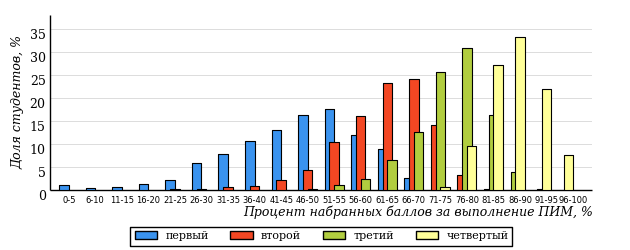 Доля студентов, %
35
30
25
20
15
10
5
0
0-5 6-10 11-15 16-20 21-25 26-30 31-35 36-40 41-45 46-50 51-55 56-60 61-65 66-70 71-75 76-80 81-85 86-90 91-95 96-100
Процент набранных баллов за выполнение ПИМ, %
первый второй третий четвертый